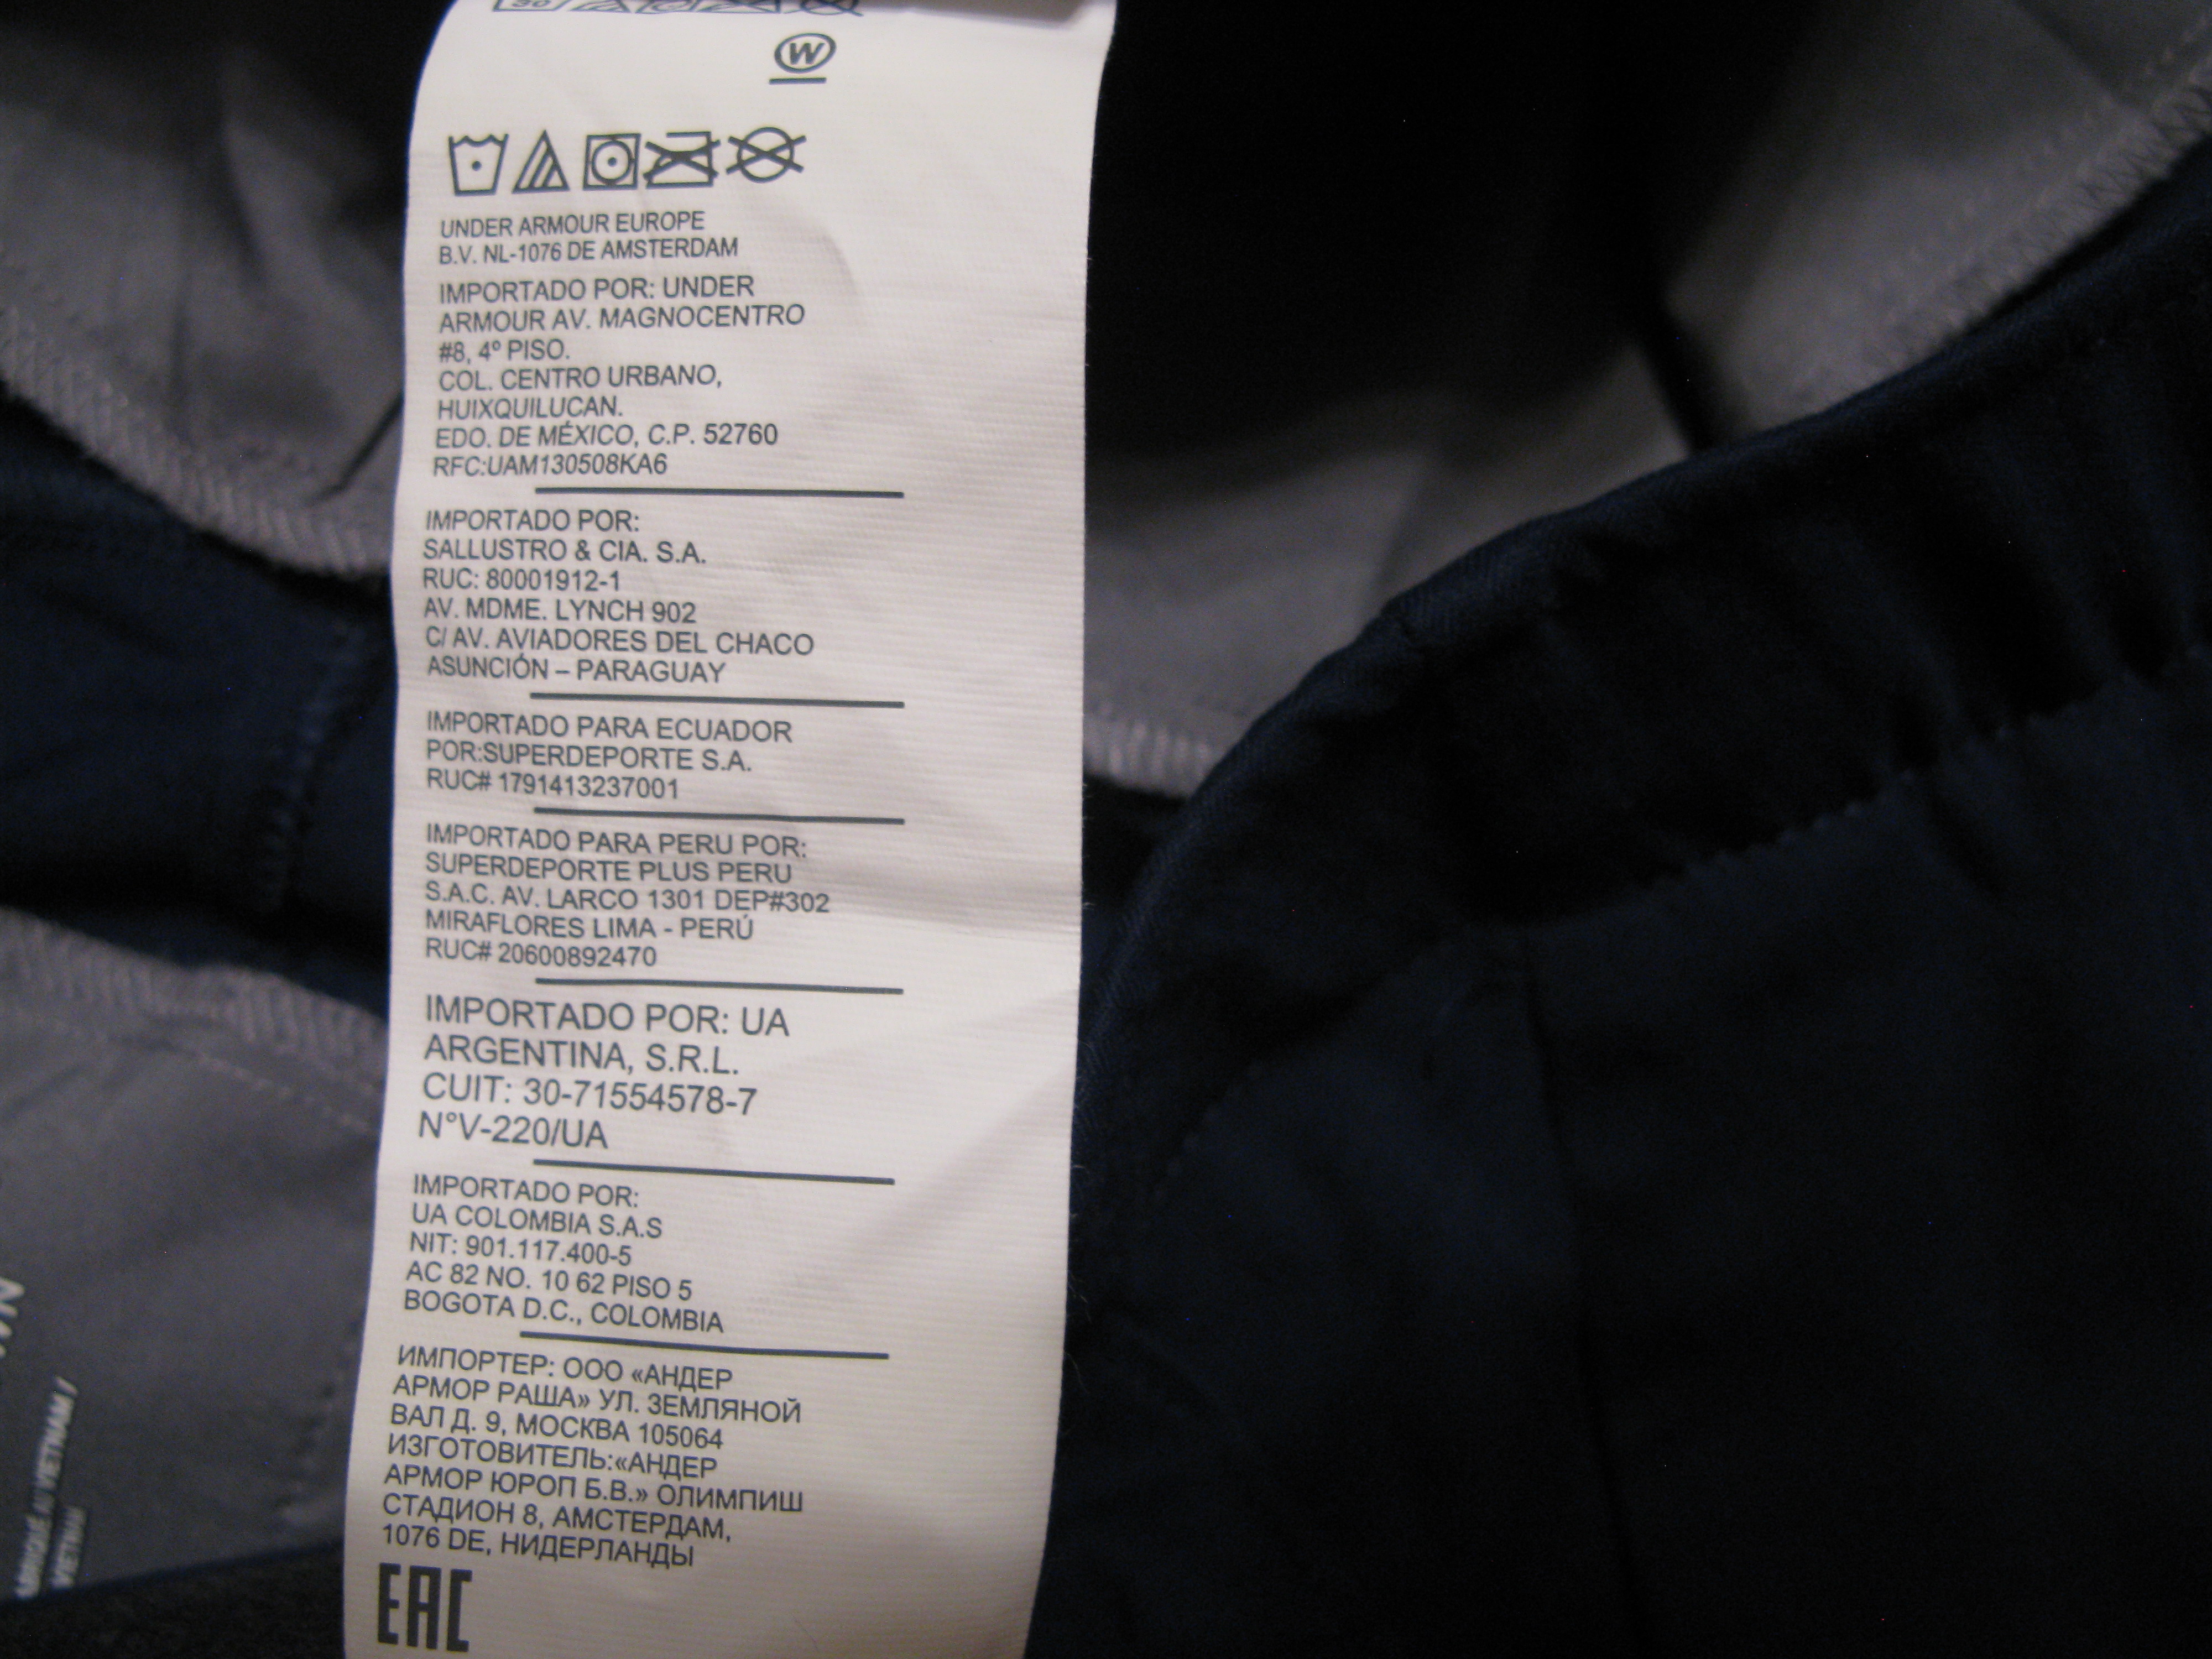 30
W
UNDER ARMOUR EUROPE
B.V. NL-1076 DE AMSTERDAM
IMPORTADO POR: UNDER
ARMOUR AV. MAGNOCENTRO
#8, 4º PISO.
COL. CENTRO URBANO,
HUIXQUILUCAN.
EDO. DE MÉXICO, C.P. 52760
RFC:UAM130508KA6
IMPORTADO POR:
SALLUSTRO & CIA. S.A.
RUC: 80001912-1
AV. MDME. LYNCH 902
C/ AV. AVIADORES DEL CHACO
ASUNCIÓN – PARAGUAY
IMPORTADO PARA ECUADOR
POR:SUPERDEPORTE S.A.
RUC# 1791413237001
IMPORTADO PARA PERU POR:
SUPERDEPORTE PLUS PERU
S.A.C. AV. LARCO 1301 DEP#302
MIRAFLORES LIMA - PERÚ
RUC# 20600892470
IMPORTADO POR: UA
ARGENTINA, S.R.L.
CUIT: 30-71554578-7
N°V-220/UA
IMPORTADO POR:
UA COLOMBIA S.A.S
NIT: 901.117.400-5
AC 82 NO. 10 62 PISO 5
BOGOTA D.C., COLOMBIA
ИМПОРТЕР: ООО «АНДЕР
АРМОР РАША» УЛ. ЗЕМЛЯНОЙ
ВАЛ Д. 9, МОСКВА 105064
ИЗГОТОВИТЕЛЬ:«АНДЕР
АРМОР ЮРОП Б.В.» ОЛИМПИШ
СТАДИОН 8, АМСТЕРДАМ,
1076 DE, НИДЕРЛАНДЫ
EAC
VIETNAM /